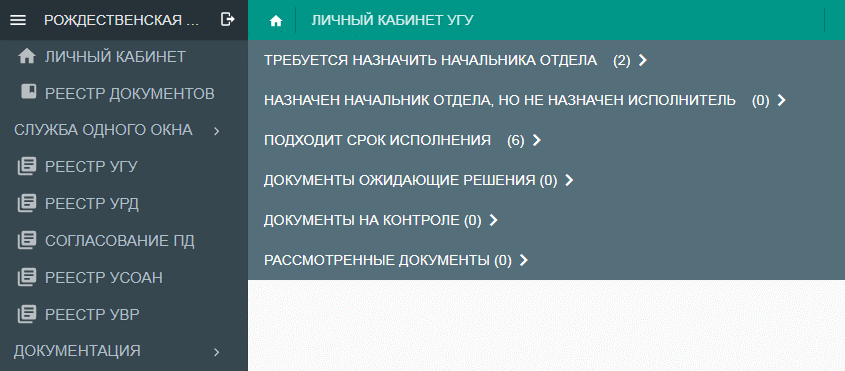 РОЖДЕСТВЕНСКАЯ ...
ЛИЧНЫЙ КАБИНЕТ
РЕЕСТР ДОКУМЕНТОВ
СЛУЖБА ОДНОГО ОКНА
РЕЕСТР УГУ
РЕЕСТР УРД
СОГЛАСОВАНИЕ ПД
РЕЕСТР УСОАН
РЕЕСТР УВР
ДОКУМЕНТАЦИЯ
ЛИЧНЫЙ КАБИНЕТ УГУ
ТРЕБУЕТСЯ НАЗНАЧИТЬ НАЧАЛЬНИКА ОТДЕЛА (2)
НАЗНАЧЕН НАЧАЛЬНИК ОТДЕЛА, НО НЕ НАЗНАЧЕН ИСПОЛНИТЕЛЬ (0)
ПОДХОДИТ СРОК ИСПОЛНЕНИЯ (6)
ДОКУМЕНТЫ ОЖИДАЮЩИЕ РЕШЕНИЯ (0)
ДОКУМЕНТЫ НА КОНТРОЛЕ (0)
РАССМОТРЕННЫЕ ДОКУМЕНТЫ (0)